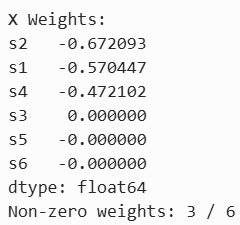 X Weights:
s2   -0.672093
s1   -0.570447
s4   -0.472102
s3    0.000000
s5   -0.000000
s6   -0.000000
dtype: float64
Non-zero weights: 3 / 6